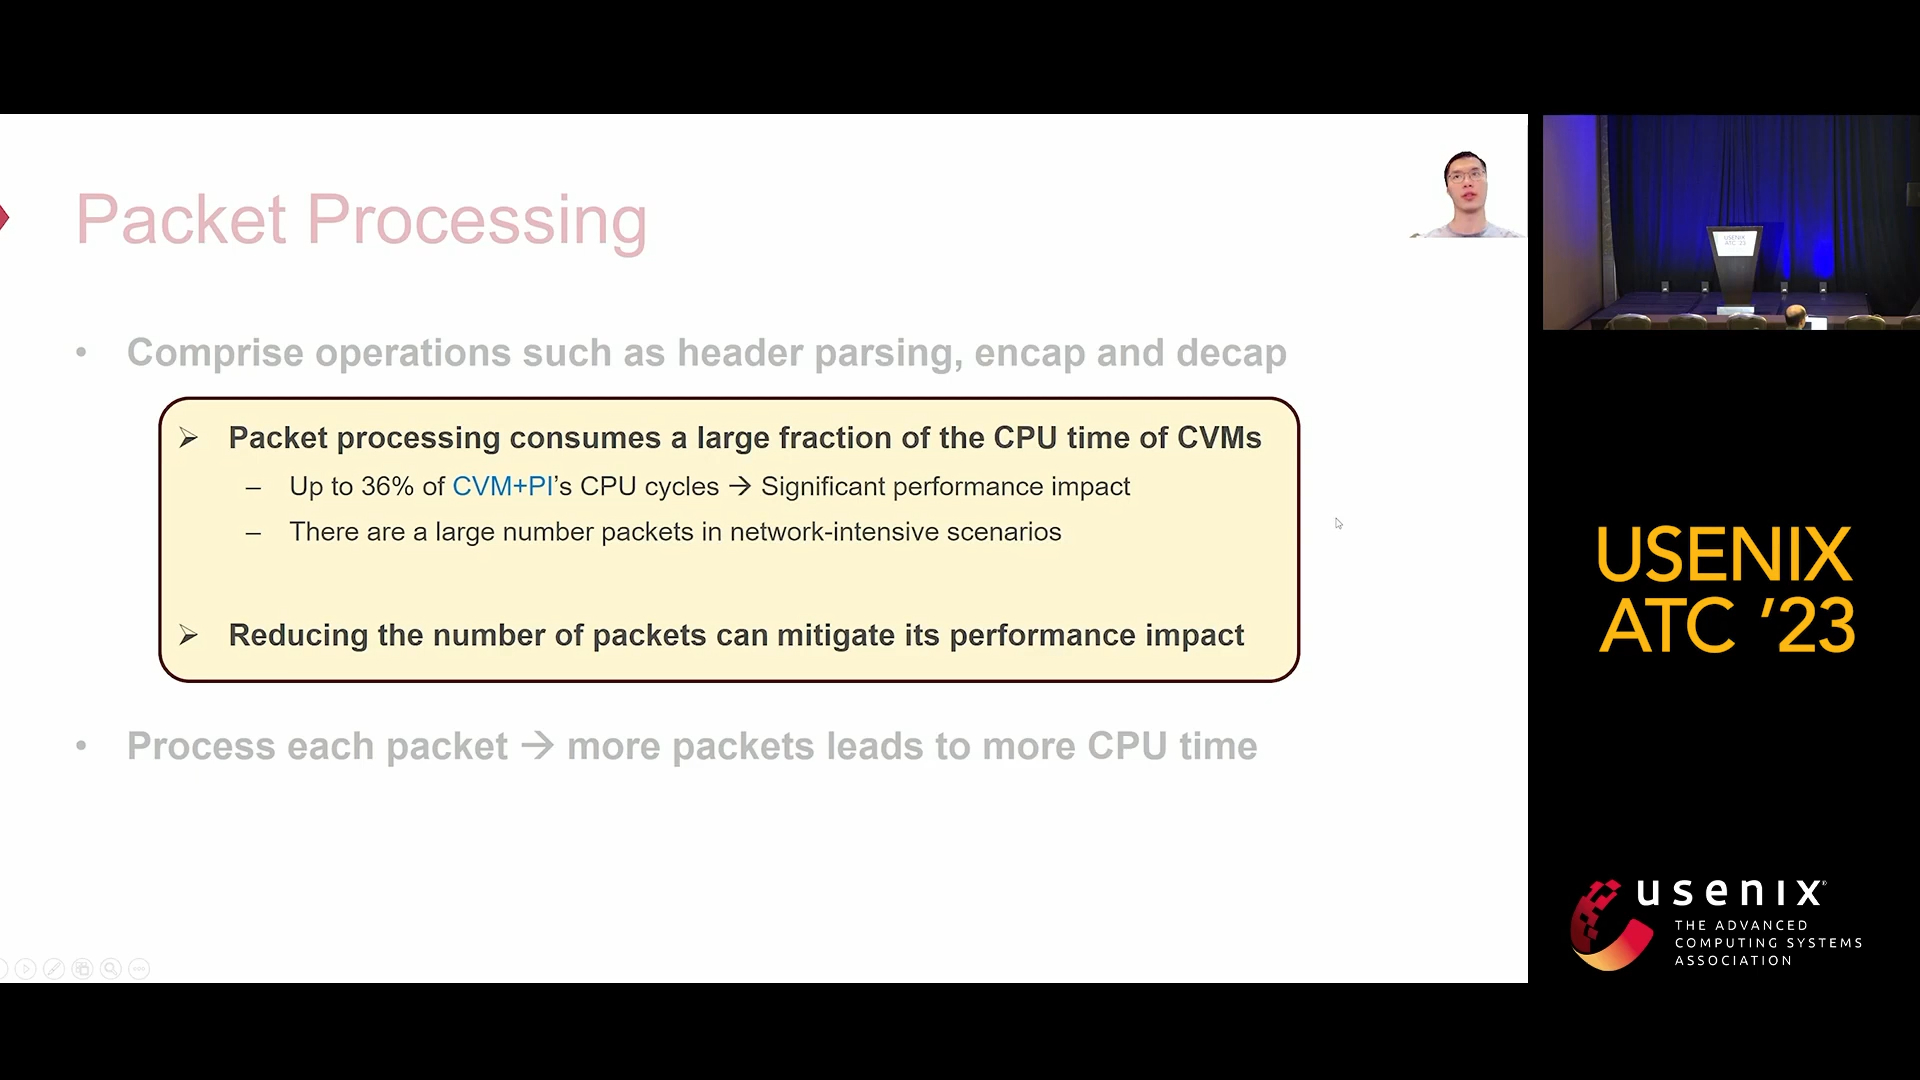 Packet Processing
• Comprise operations such as header parsing, encap and decap
➢ Packet processing consumes a large fraction of the CPU time of CVMs
– Up to 36% of CVM+PI's CPU cycles → Significant performance impact
– There are a large number packets in network-intensive scenarios
➢ Reducing the number of packets can mitigate its performance impact
• Process each packet → more packets leads to more CPU time
USENIX
ATC '23
USENIX
ATC '23
usenix®
THE ADVANCED
COMPUTING SYSTEMS
ASSOCIATION